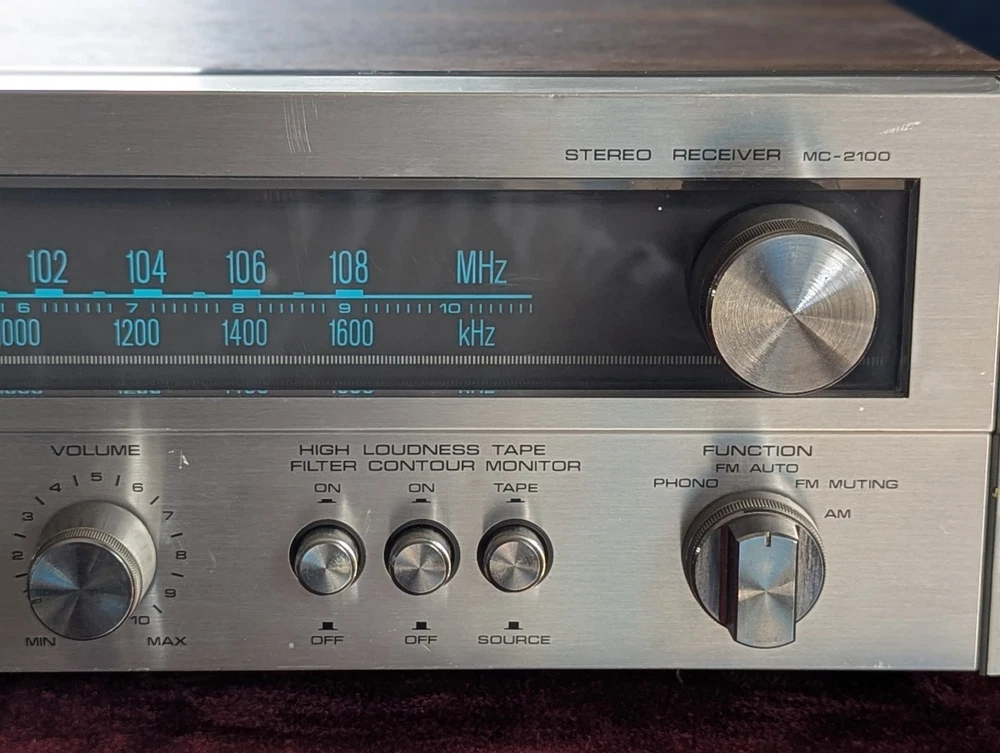 STEREO RECEIVER MC-2100
102 104 106 108 MHz
6 7 8 9 10
1200 1400 1600 kHz
VOLUME
HIGH LOUDNESS TAPE
FILTER CONTOUR MONITOR
ON ON TAPE
OFF OFF SOURCE
2 3 4 5 6 7 8 9 10
MIN MAX
FUNCTION
FM AUTO
PHONO FM MUTING
AM